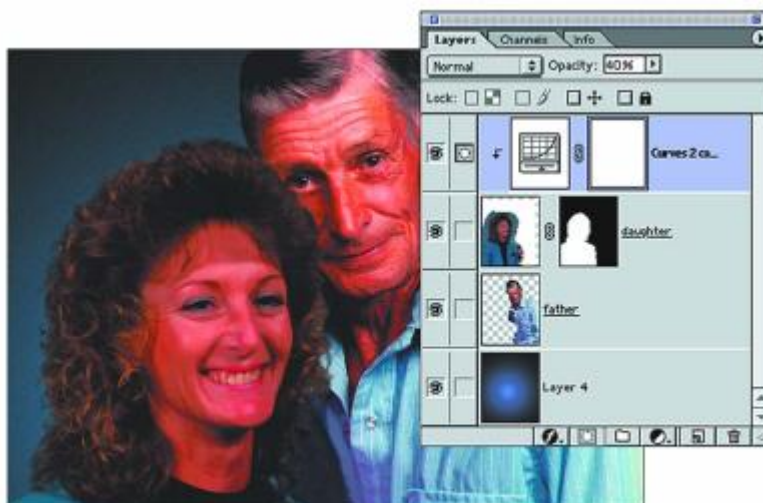 Layers Channels Info
Normal Opacity: 40%
Lock:
Curves 2 co...
daughter
father
Layer 4